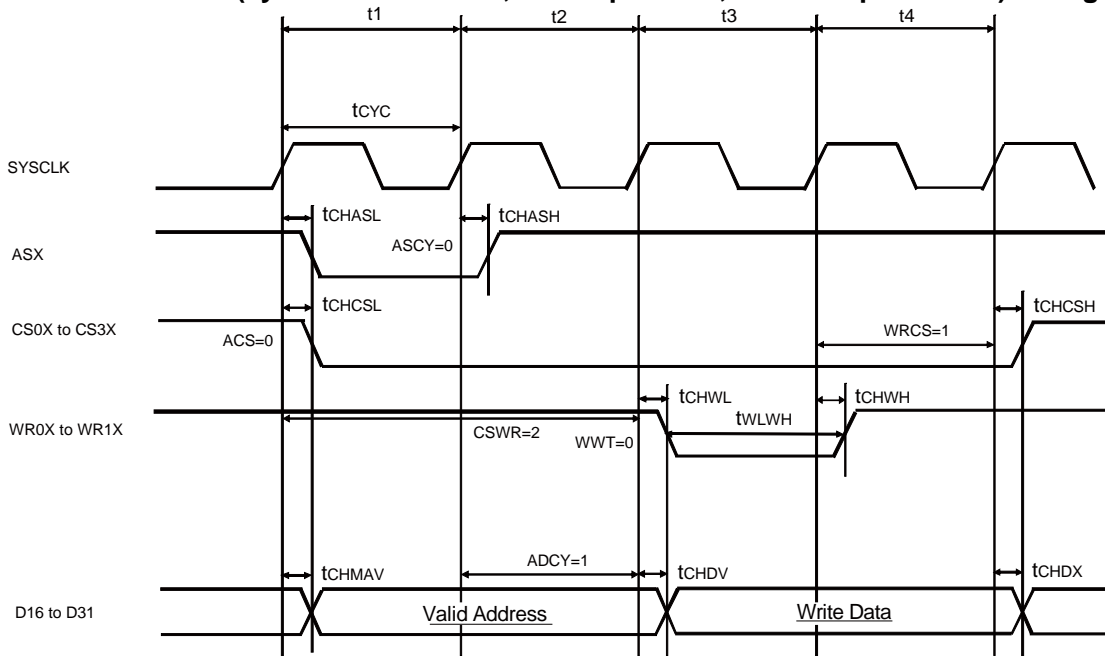 t1 t2 t3 t4
tCYC
SYSCLK
tCHASL tCHASH
ASCY=0
ASX
tCHCSL tCHCSH
CS0X to CS3X
ACS=0 WRCS=1
tCHWL tCHWH
WR0X to WR1X
tWLWH
CSWR=2
WWT=0
ADCY=1
tCHMAV tCHDV tCHDX
D16 to D31 Valid Address Write Data